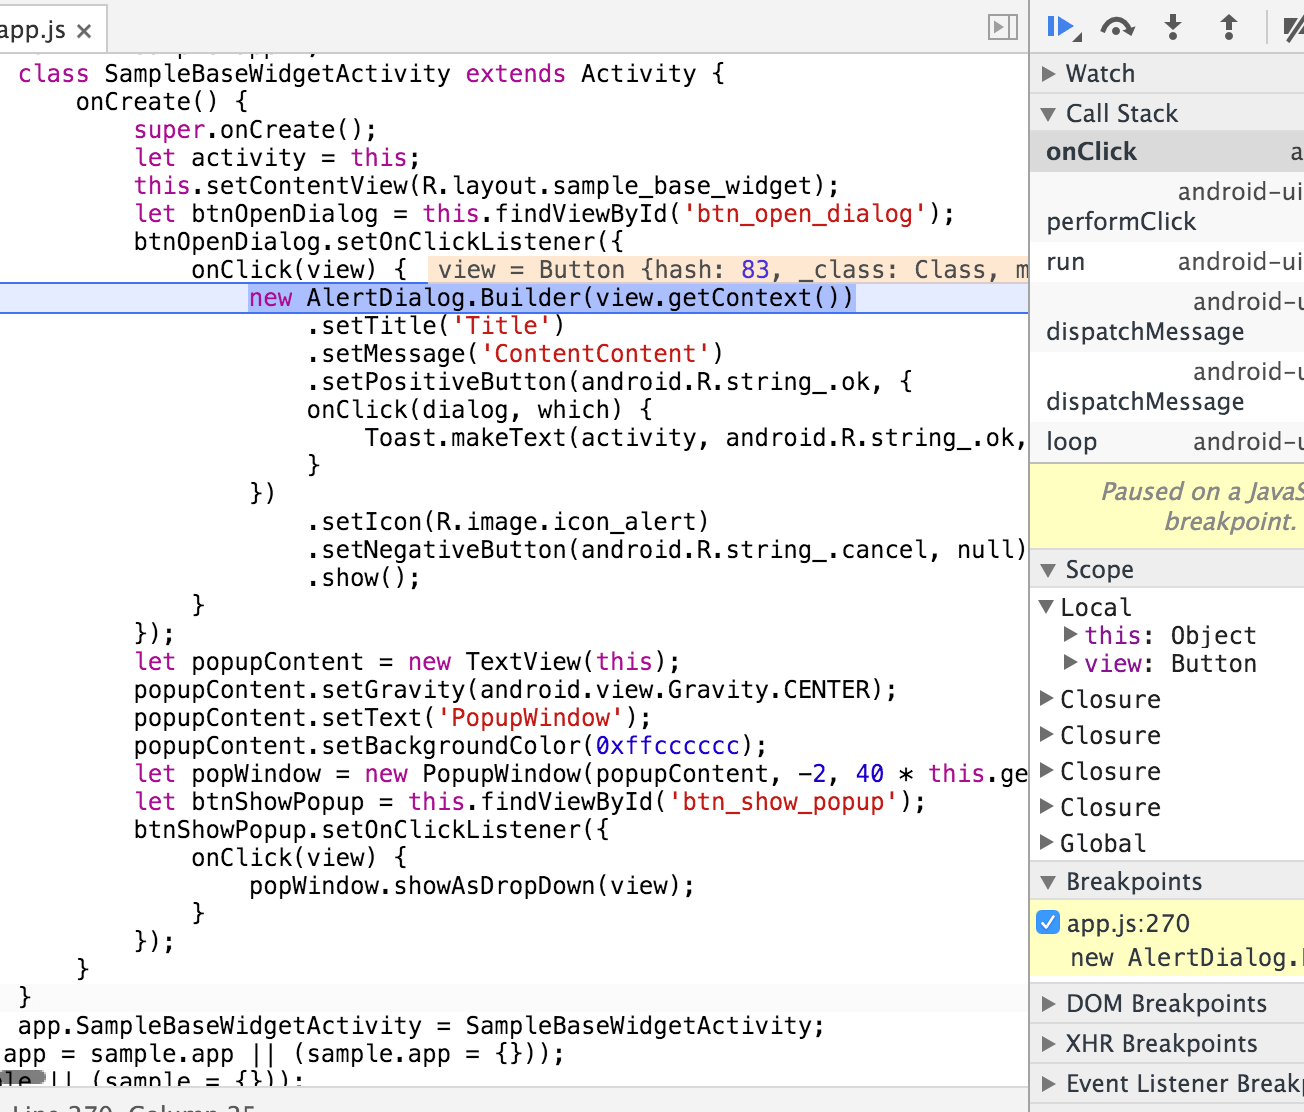 app.js ×
class SampleBaseWidgetActivity extends Activity {
onCreate() {
super.onCreate();
let activity = this;
this.setContentView(R.layout.sample_base_widget);
let btnOpenDialog = this.findViewById('btn_open_dialog');
btnOpenDialog.setOnClickListener({
onClick(view) { view = Button {hash: 83, _class: Class, m
new AlertDialog.Builder(view.getContext())
.setTitle('Title')
.setMessage('ContentContent')
.setPositiveButton(android.R.string_.ok, {
onClick(dialog, which) {
Toast.makeText(activity, android.R.string_.ok,
}
})
.setIcon(R.image.icon_alert)
.setNegativeButton(android.R.string_.cancel, null)
.show();
}
});
let popupContent = new TextView(this);
popupContent.setGravity(android.view.Gravity.CENTER);
popupContent.setText('PopupWindow');
popupContent.setBackgroundColor(0xffcccccc);
let popWindow = new PopupWindow(popupContent, -2, 40 * this.ge
let btnShowPopup = this.findViewById('btn_show_popup');
btnShowPopup.setOnClickListener({
onClick(view) {
popWindow.showAsDropDown(view);
}
});
}
}
app.SampleBaseWidgetActivity = SampleBaseWidgetActivity;
app = sample.app || (sample.app = {}));
|| (sample = {}));
Line 270, Column 25
Watch
Call Stack
onClick a
android-ui
performClick
run android-ui
android-u
dispatchMessage
android-u
dispatchMessage
loop android-u
Paused on a JavaS
breakpoint.
Scope
Local
this: Object
view: Button
Closure
Closure
Closure
Closure
Global
Breakpoints
app.js:270
new AlertDialog.
DOM Breakpoints
XHR Breakpoints
Event Listener Breakp